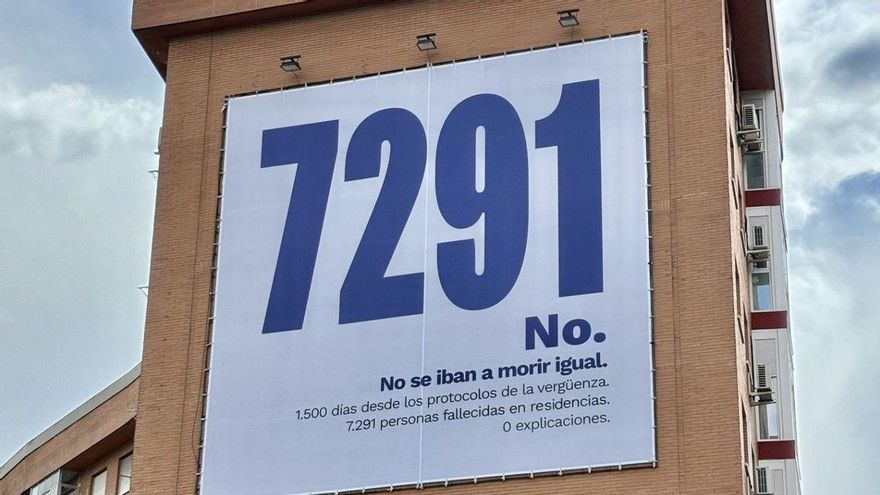 7291
No.
No se iban a morir igual.
1.500 días desde los protocolos de la vergüenza.
7.291 personas fallecidas en residencias.
0 explicaciones.